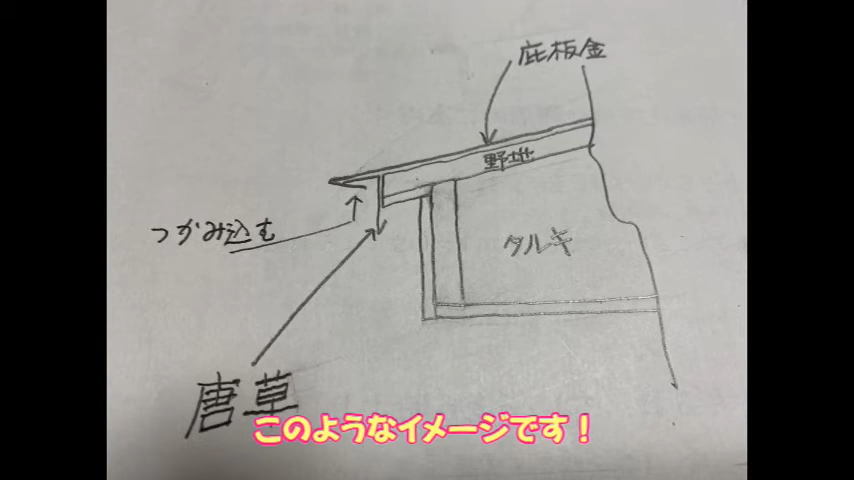 庇板金
野地
つかみ込む
タルキ
唐草
このようなイメージです！